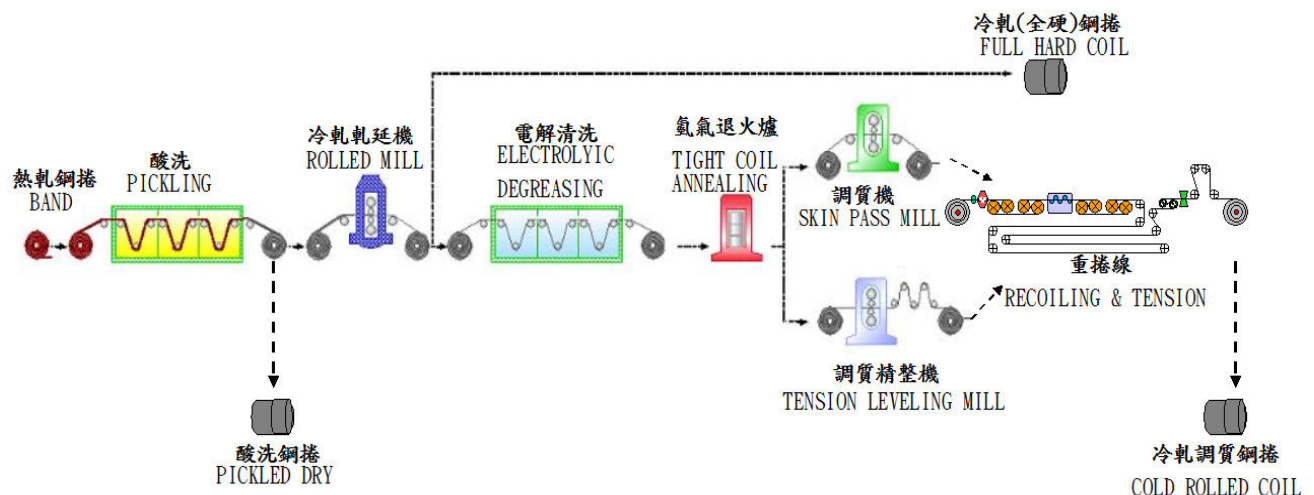 熱軋鋼捲
BAND
酸洗
PICKLING
冷軋軋延機
ROLLED MILL
電解清洗
ELECTROLYIC
DEGREASING
氫氣退火爐
TIGHT COIL
ANNEALING
冷軋(全硬)鋼捲
FULL HARD COIL
調質機
SKIN PASS MILL
調質精整機
TENSION LEVELING MILL
重捲線
RECOILING & TENSION
酸洗鋼捲
PICKLED DRY
冷軋調質鋼捲
COLD ROLLED COIL